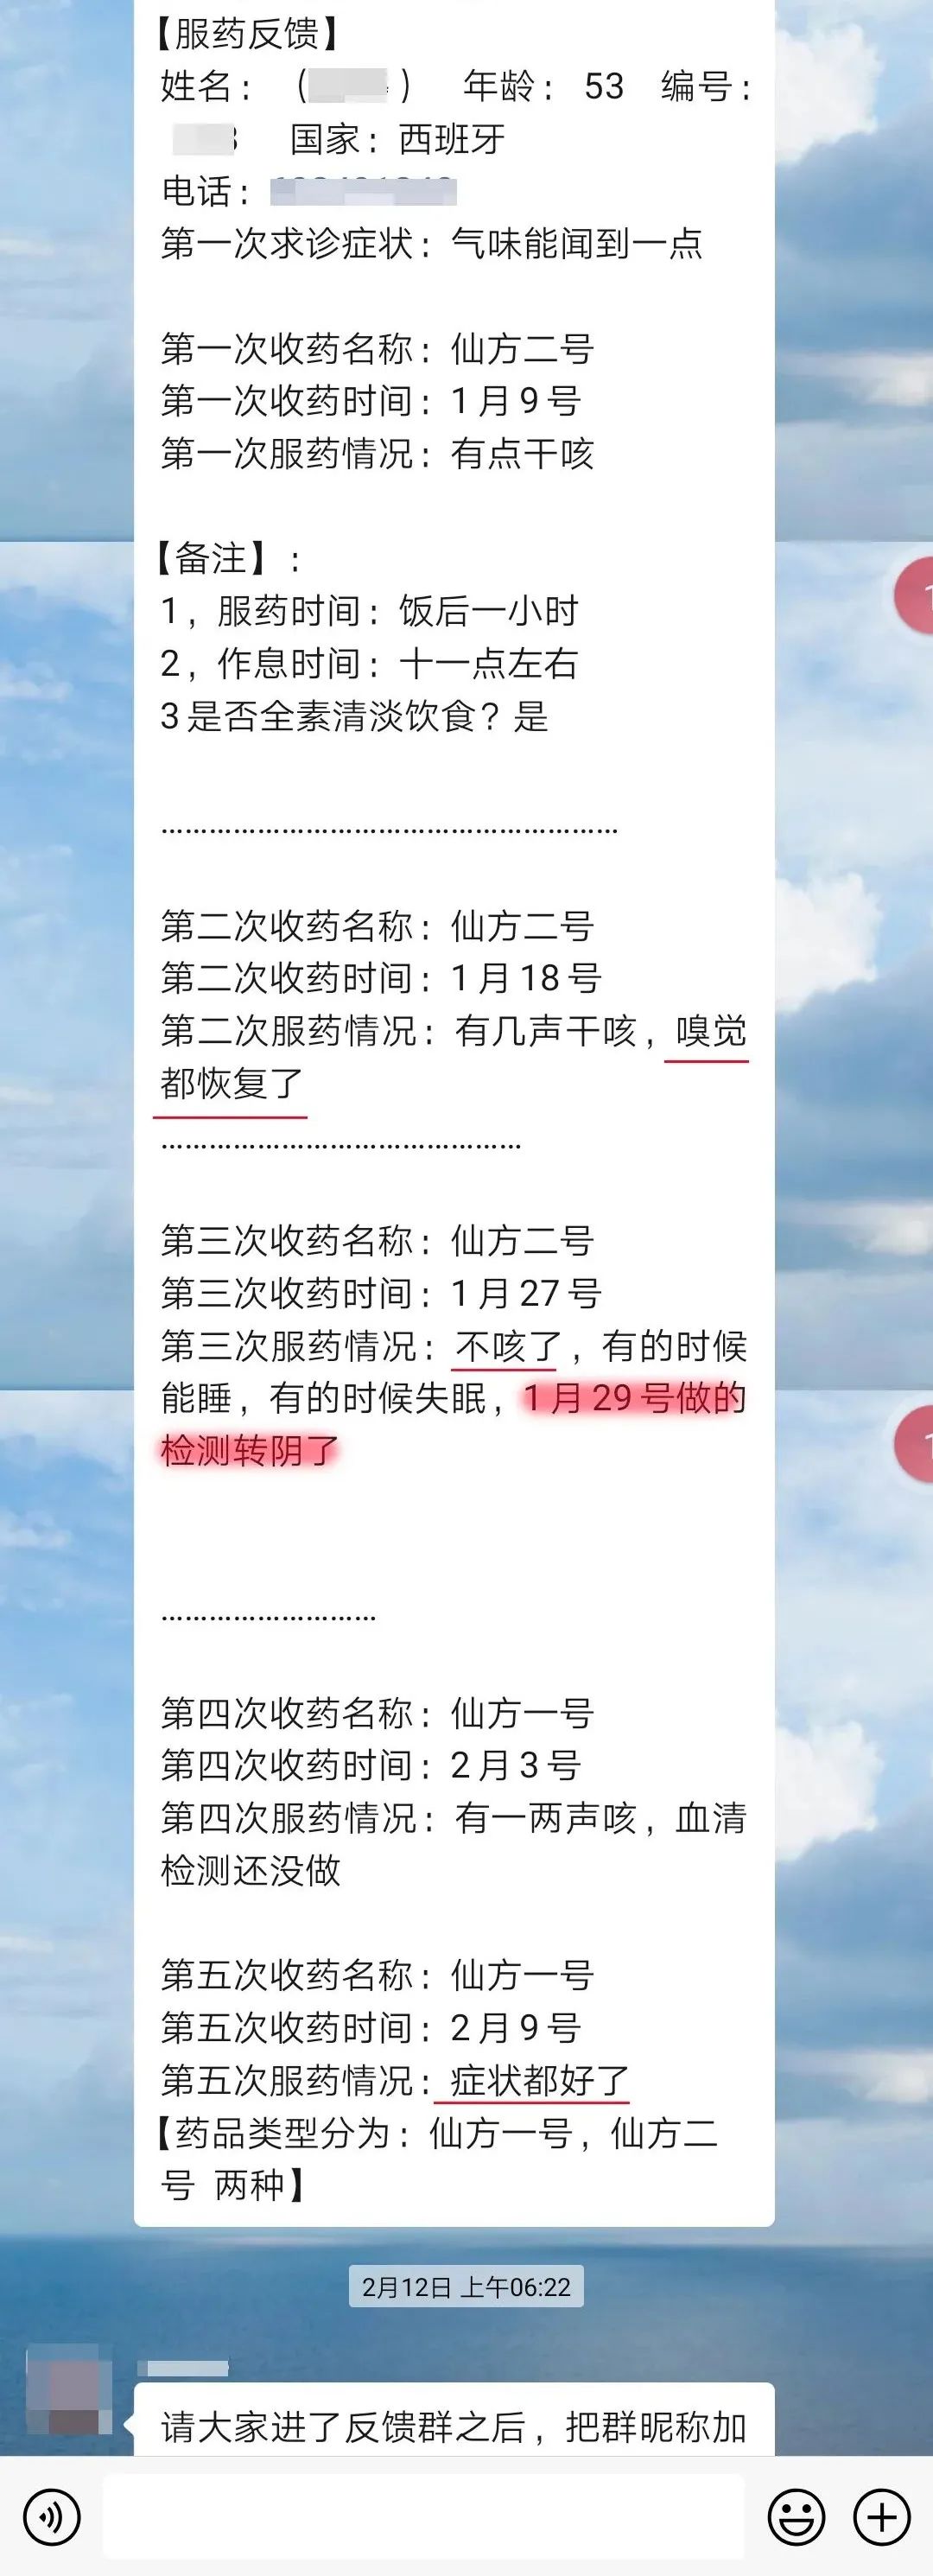 【服药反馈】
姓名： （ ） 年龄： 53 编号：
国家：西班牙
电话：
第一次求诊症状：气味能闻到一点
第一次收药名称：仙方二号
第一次收药时间：1月9号
第一次服药情况：有点干咳
【备注】：
1，服药时间：饭后一小时
2，作息时间：十一点左右
3是否全素清淡饮食？是
……………………………………………………
第二次收药名称：仙方二号
第二次收药时间：1月18号
第二次服药情况：有几声干咳，嗅觉
都恢复了
………………………………………
第三次收药名称：仙方二号
第三次收药时间：1月27号
第三次服药情况：不咳了，有的时候
能睡，有的时候失眠，1月29号做的
检测转阴了
………………………
第四次收药名称：仙方一号
第四次收药时间：2月3号
第四次服药情况：有一两声咳，血清
检测还没做
第五次收药名称：仙方一号
第五次收药时间：2月9号
第五次服药情况：症状都好了
【药品类型分为：仙方一号，仙方二
号 两种】
2月12日 上午06:22
请大家进了反馈群之后，把群昵称加